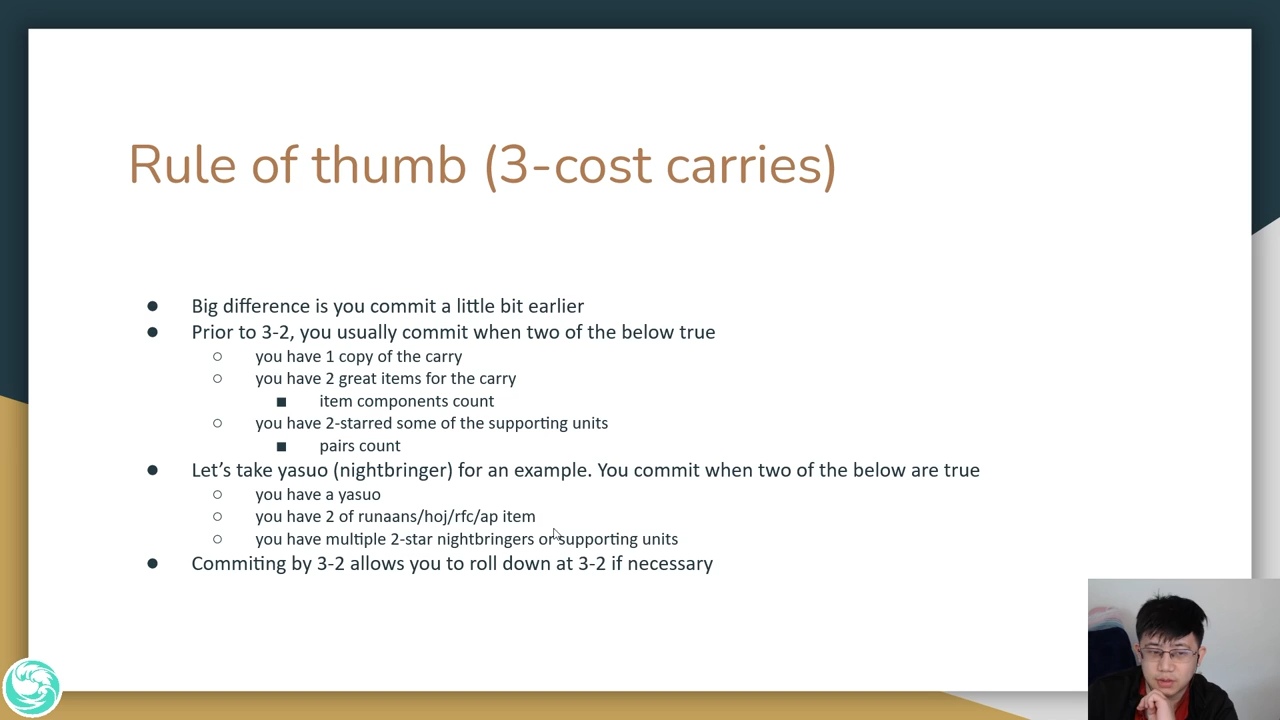 Rule of thumb (3-cost carries)
● Big difference is you commit a little bit earlier
● Prior to 3-2, you usually commit when two of the below true
○ you have 1 copy of the carry
○ you have 2 great items for the carry
■ item components count
○ you have 2-starred some of the supporting units
■ pairs count
● Let’s take yasuo (nightbringer) for an example. You commit when two of the below are true
○ you have a yasuo
○ you have 2 of runaans/hoj/rfc/ap item
○ you have multiple 2-star nightbringers or supporting units
● Commiting by 3-2 allows you to roll down at 3-2 if necessary